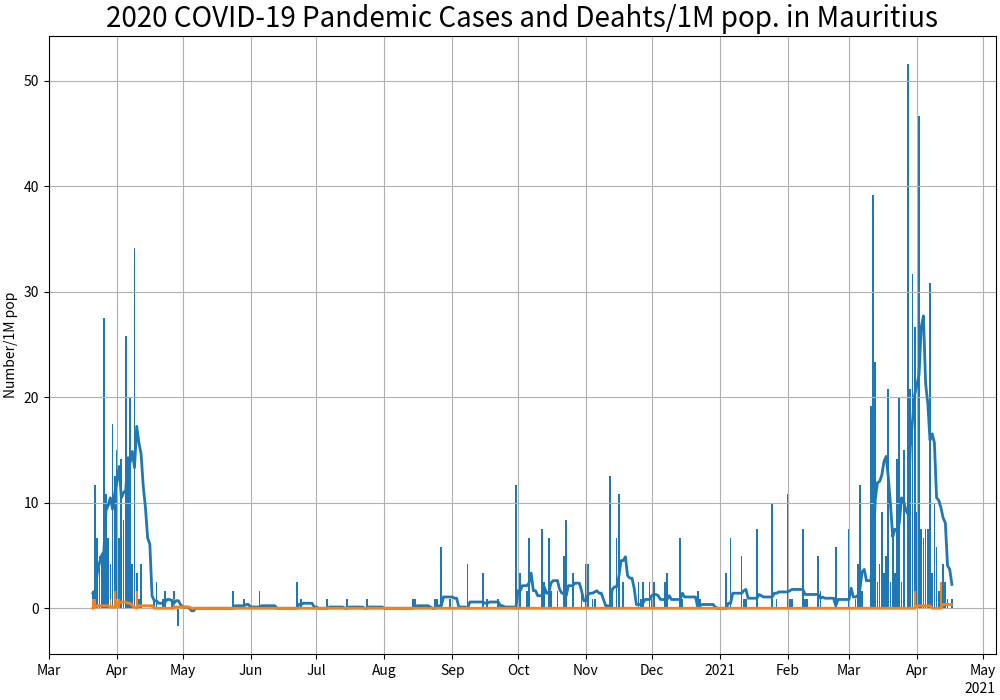 2020 COVID-19 Pandemic Cases and Deahts/1M pop. in Mauritius
Number/1M pop
50
40
30
20
10
0
Mar Apr May Jun Jul Aug Sep Oct Nov Dec 2021 Feb Mar Apr May
2021